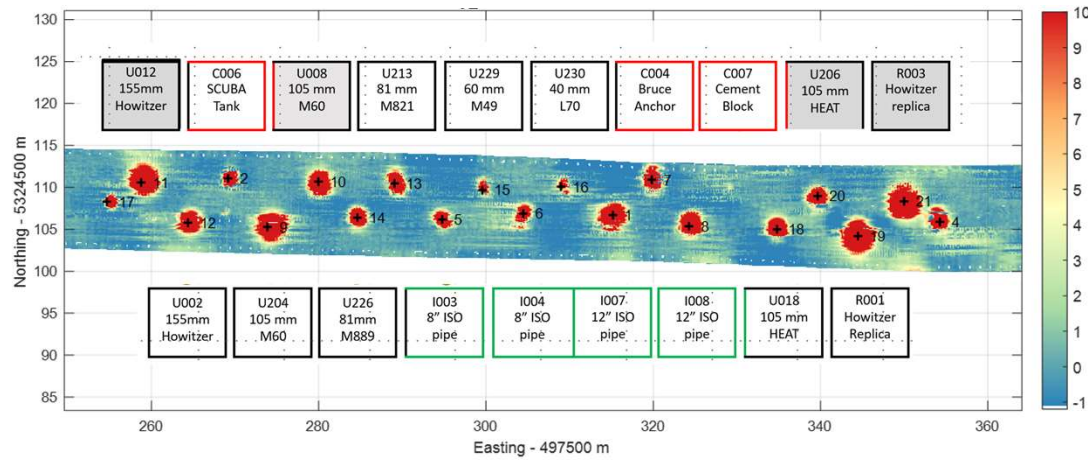 130
125
120
115
110
105
100
95
90
85
Northing - 5324500 m
U012
155mm
Howitzer
C006
SCUBA
Tank
U008
105 mm
M60
U213
81 mm
M821
U229
60 mm
M49
U230
40 mm
L70
C004
Bruce
Anchor
C007
Cement
Block
U206
105 mm
HEAT
R003
Howitzer
replica
17
11
12
2
9
10
14
13
5
15
6
16
1
7
8
18
20
19
21
4
U002
155mm
Howitzer
U204
105 mm
M60
U226
81mm
M889
I003
8" ISO
pipe
I004
8" ISO
pipe
I007
12" ISO
pipe
I008
12" ISO
pipe
U018
105 mm
HEAT
R001
Howitzer
Replica
260
280
300
320
340
360
Easting - 497500 m
10
9
8
7
6
5
4
3
2
1
0
-1